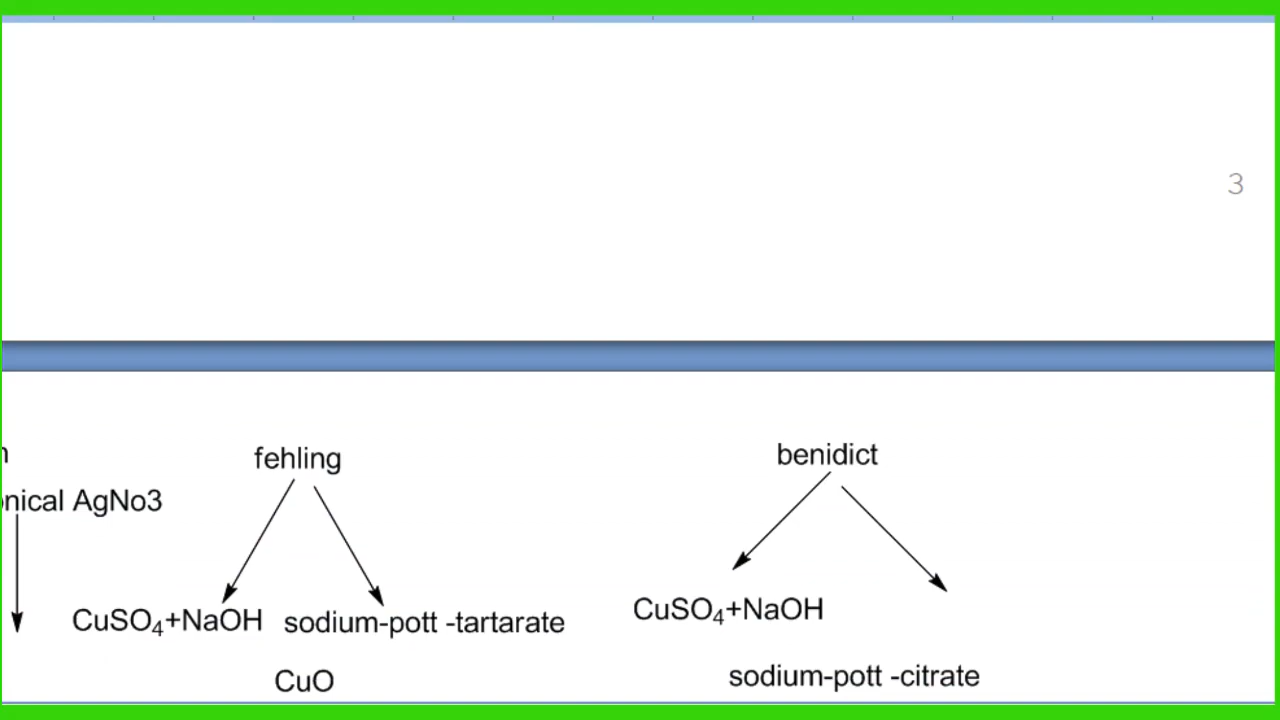 3
fehling
benidict
nical AgNo3
CuSO₄+NaOH sodium-pott -tartarate
CuSO₄+NaOH
CuO
sodium-pott -citrate